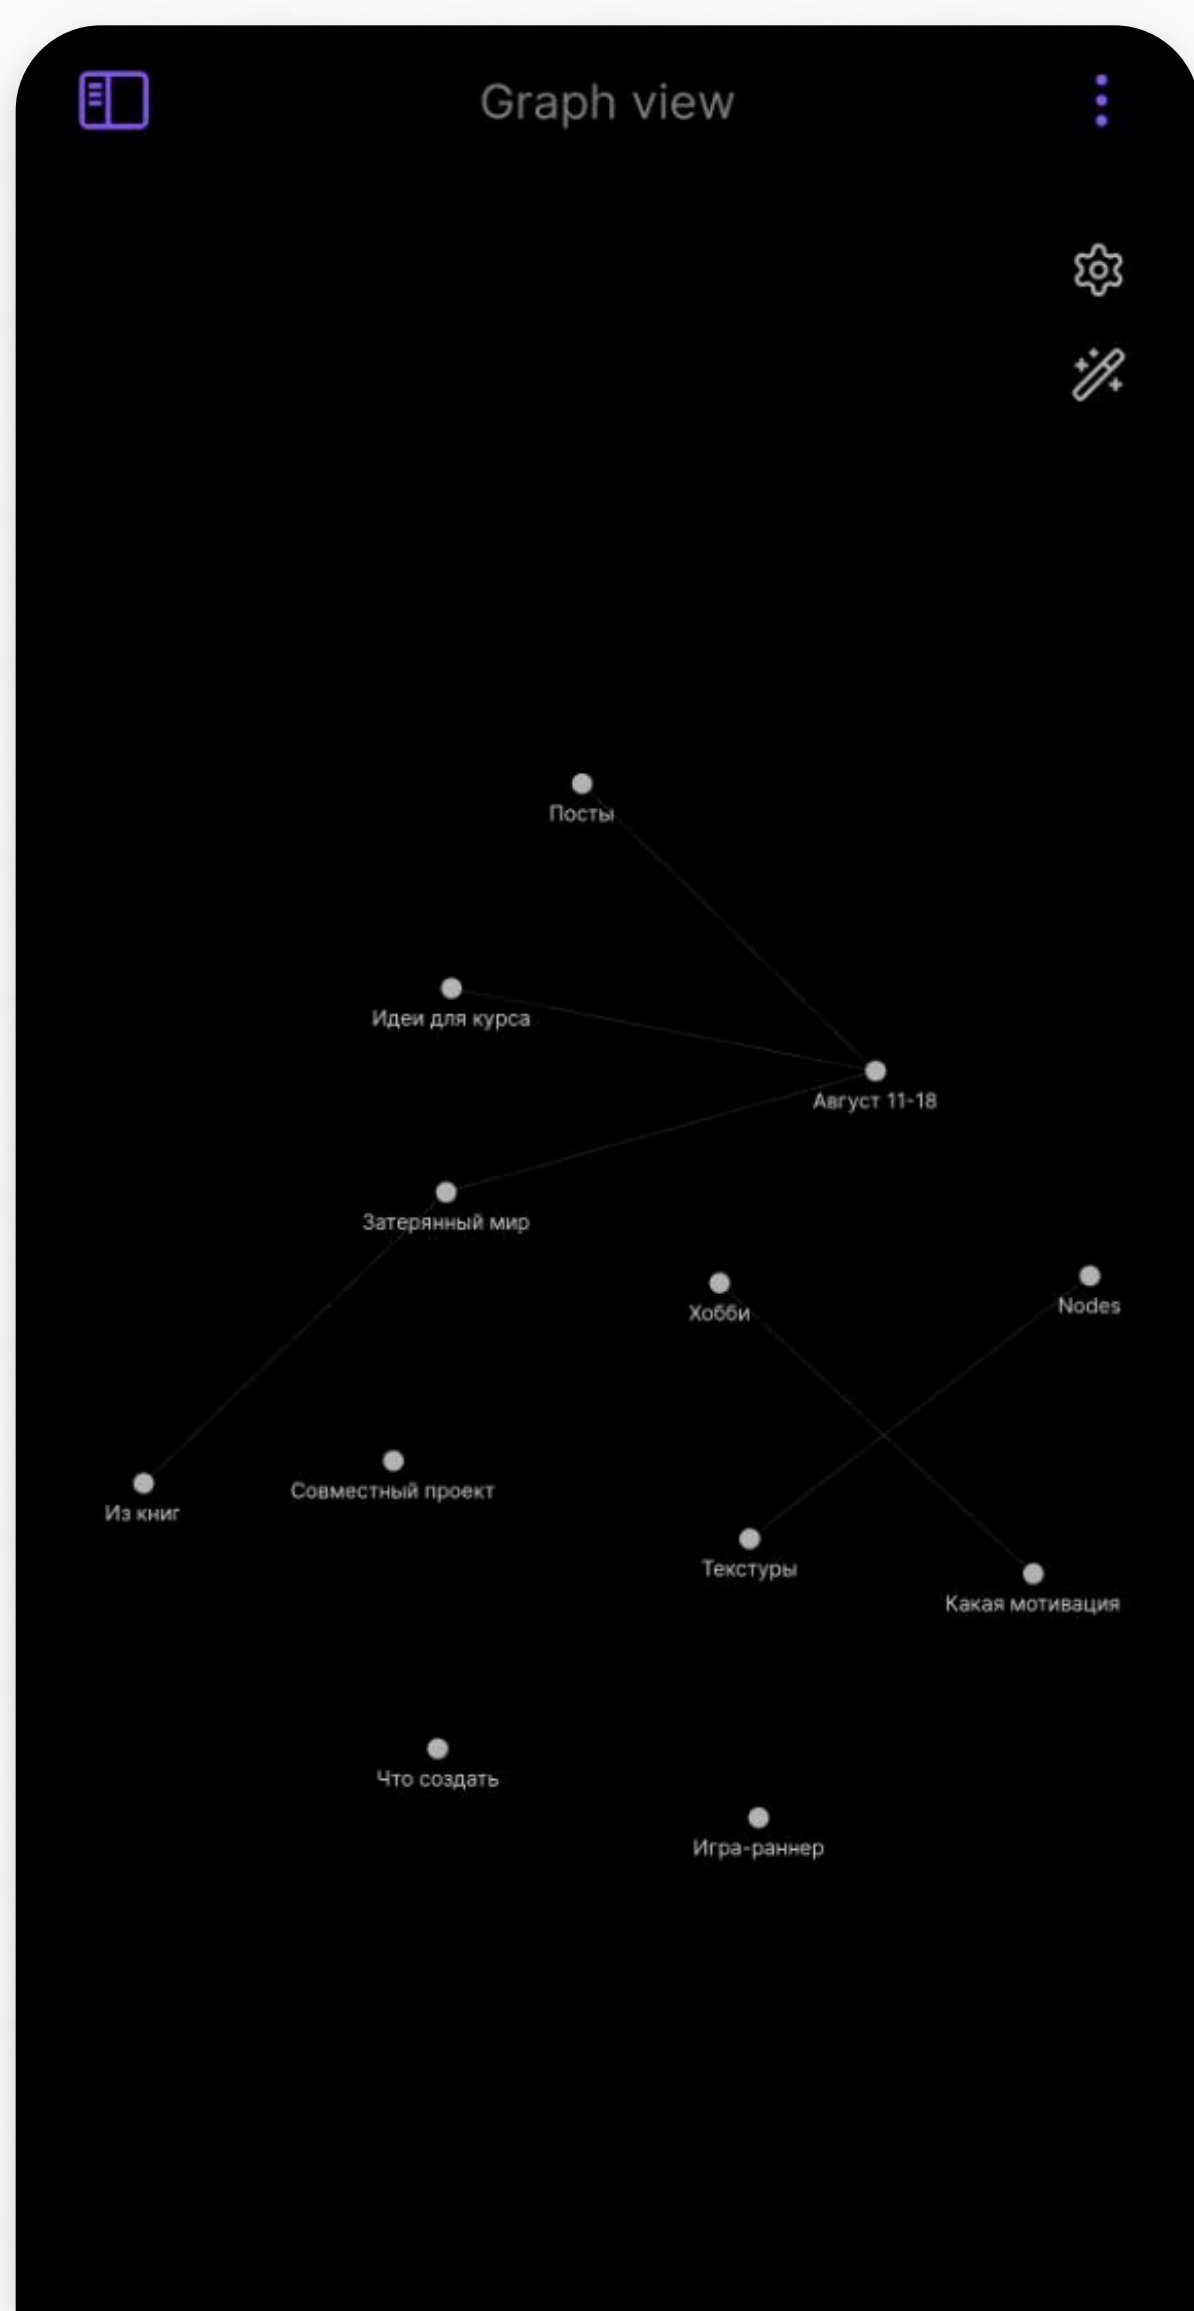 Graph view
Посты
Идеи для курса
Август 11-18
Затерянный мир
Хобби
Nodes
Из книг
Совместный проект
Текстуры
Какая мотивация
Что создать
Игра-раннер